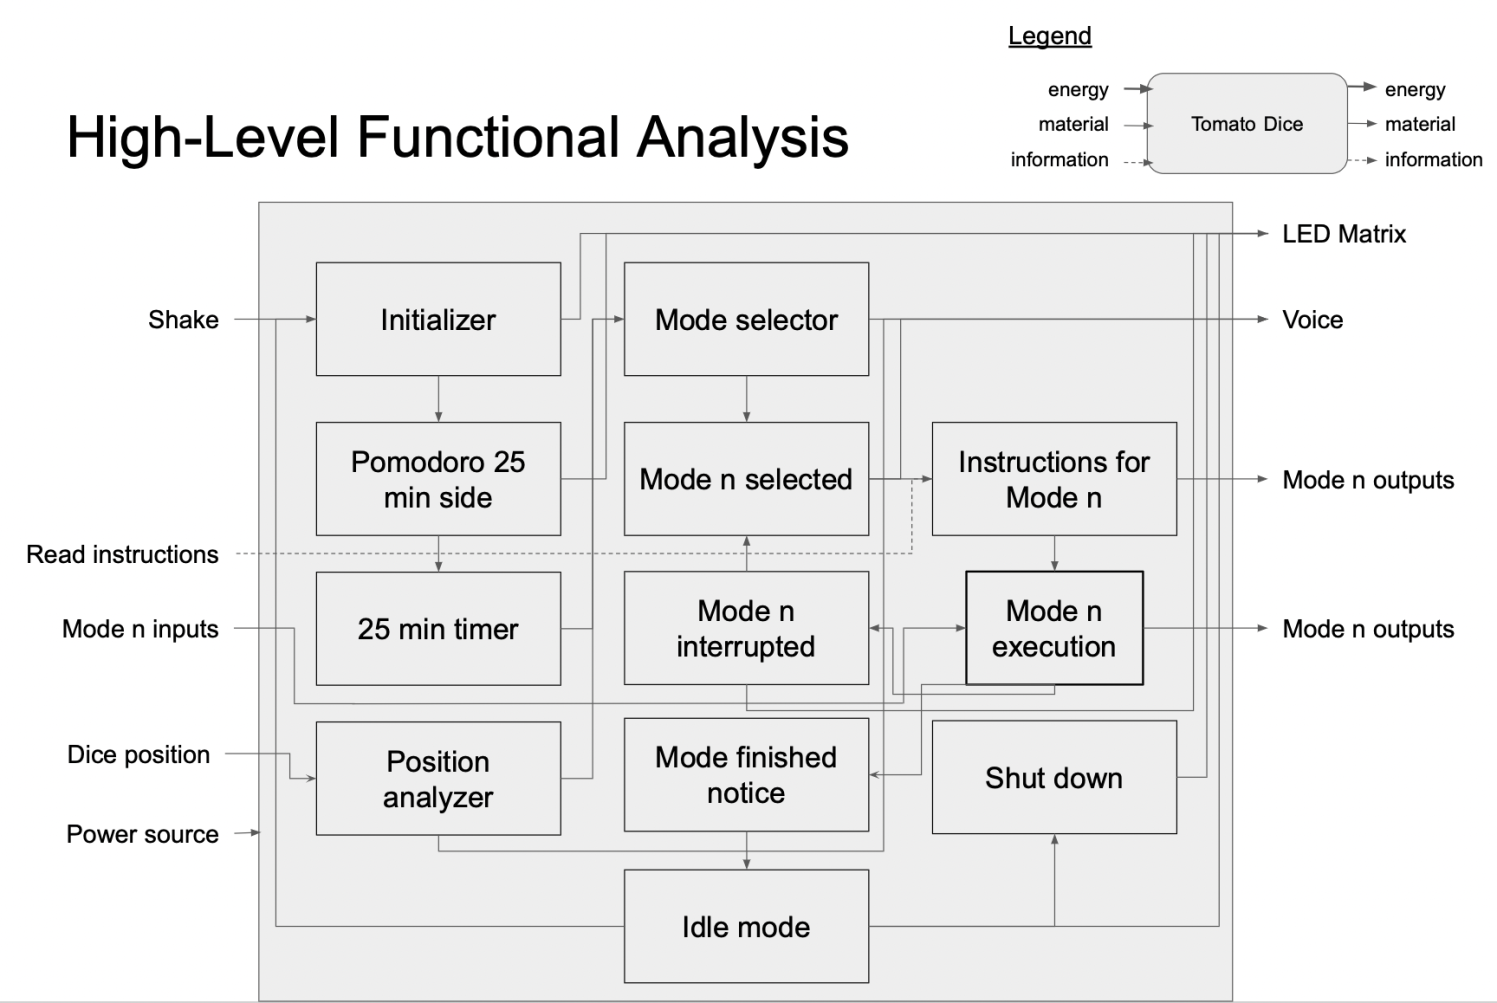 Legend
energy
material
information
Tomato Dice
energy
material
information
High-Level Functional Analysis
LED Matrix
Shake
Initializer
Mode selector
Voice
Pomodoro 25
min side
Mode n selected
Instructions for
Mode n
Mode n outputs
Read instructions
Mode n inputs
25 min timer
Mode n
interrupted
Mode n
execution
Mode n outputs
Dice position
Position
analyzer
Mode finished
notice
Shut down
Power source
Idle mode